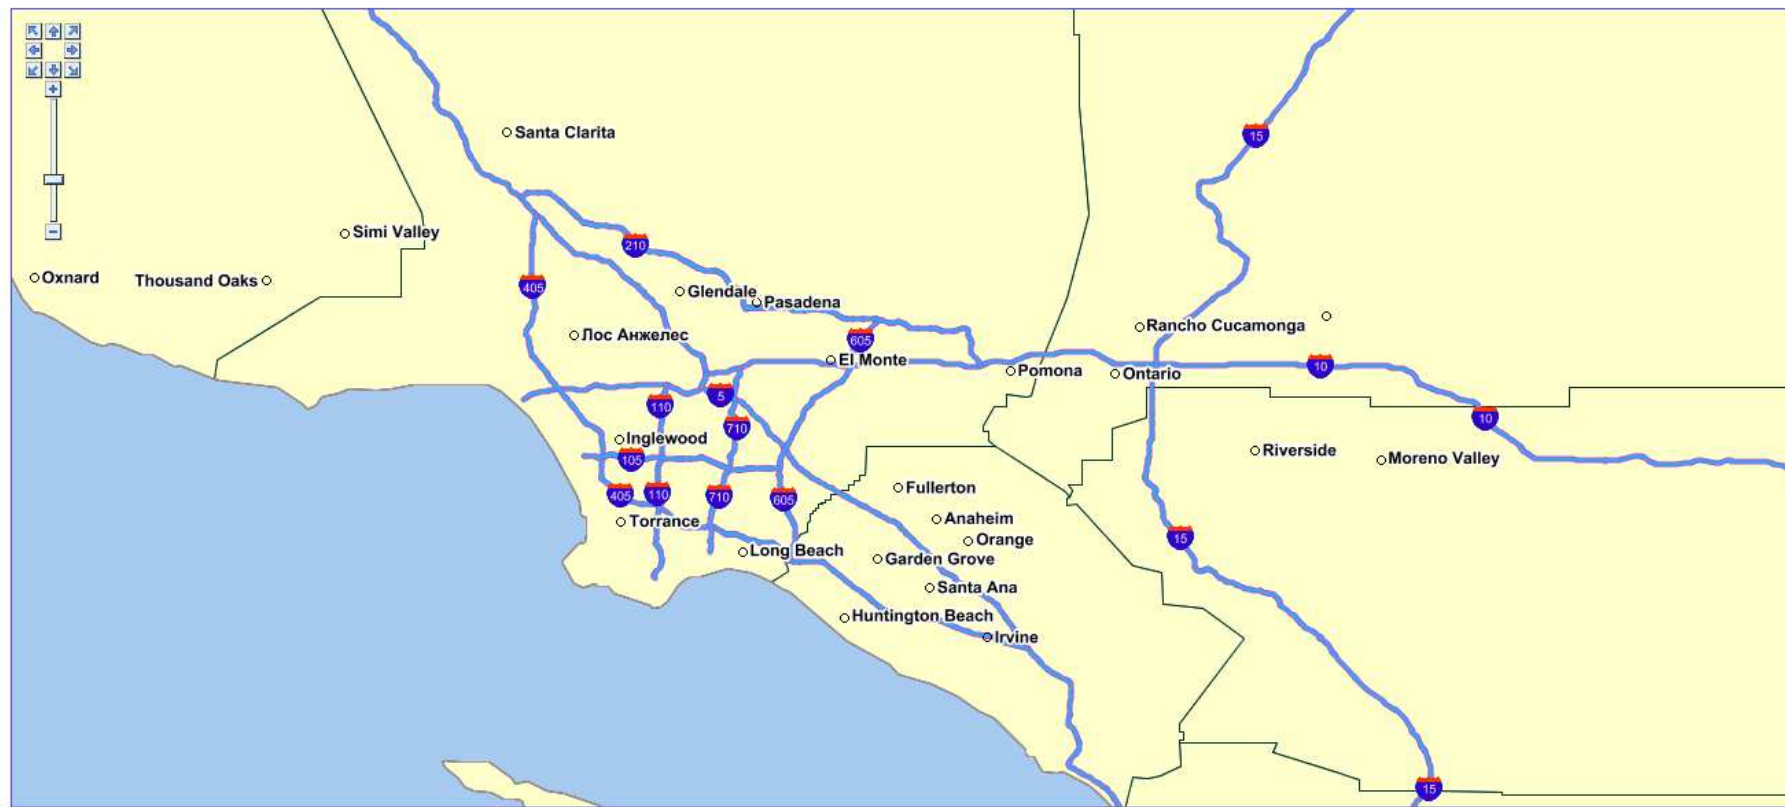 15
Santa Clarita
Simi Valley
210
Oxnard
Thousand Oaks
405
Glendale
Pasadena
Rancho Cucamonga
Лос Анжелес
605
El Monte
10
Pomona
Ontario
5
110
10
710
Inglewood
Riverside
105
Moreno Valley
Fullerton
405
110
710
605
Torrance
Anaheim
15
Orange
Long Beach
Garden Grove
Santa Ana
Huntington Beach
Irvine
15